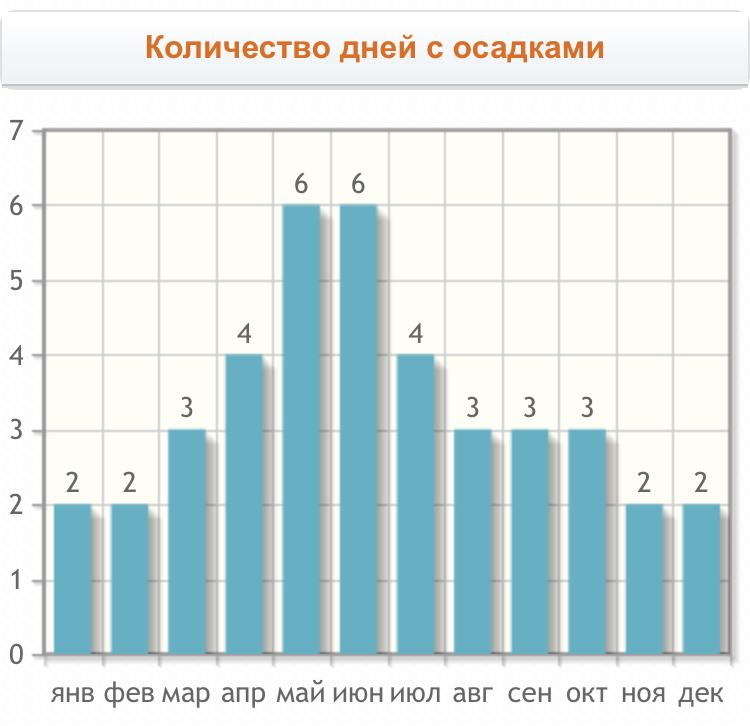 Количество дней с осадками
7
6
5
4
3
2
1
0
2 2 3 4 6 6 4 3 3 3 2 2
янв фев мар апр май июн июл авг сен окт ноя дек